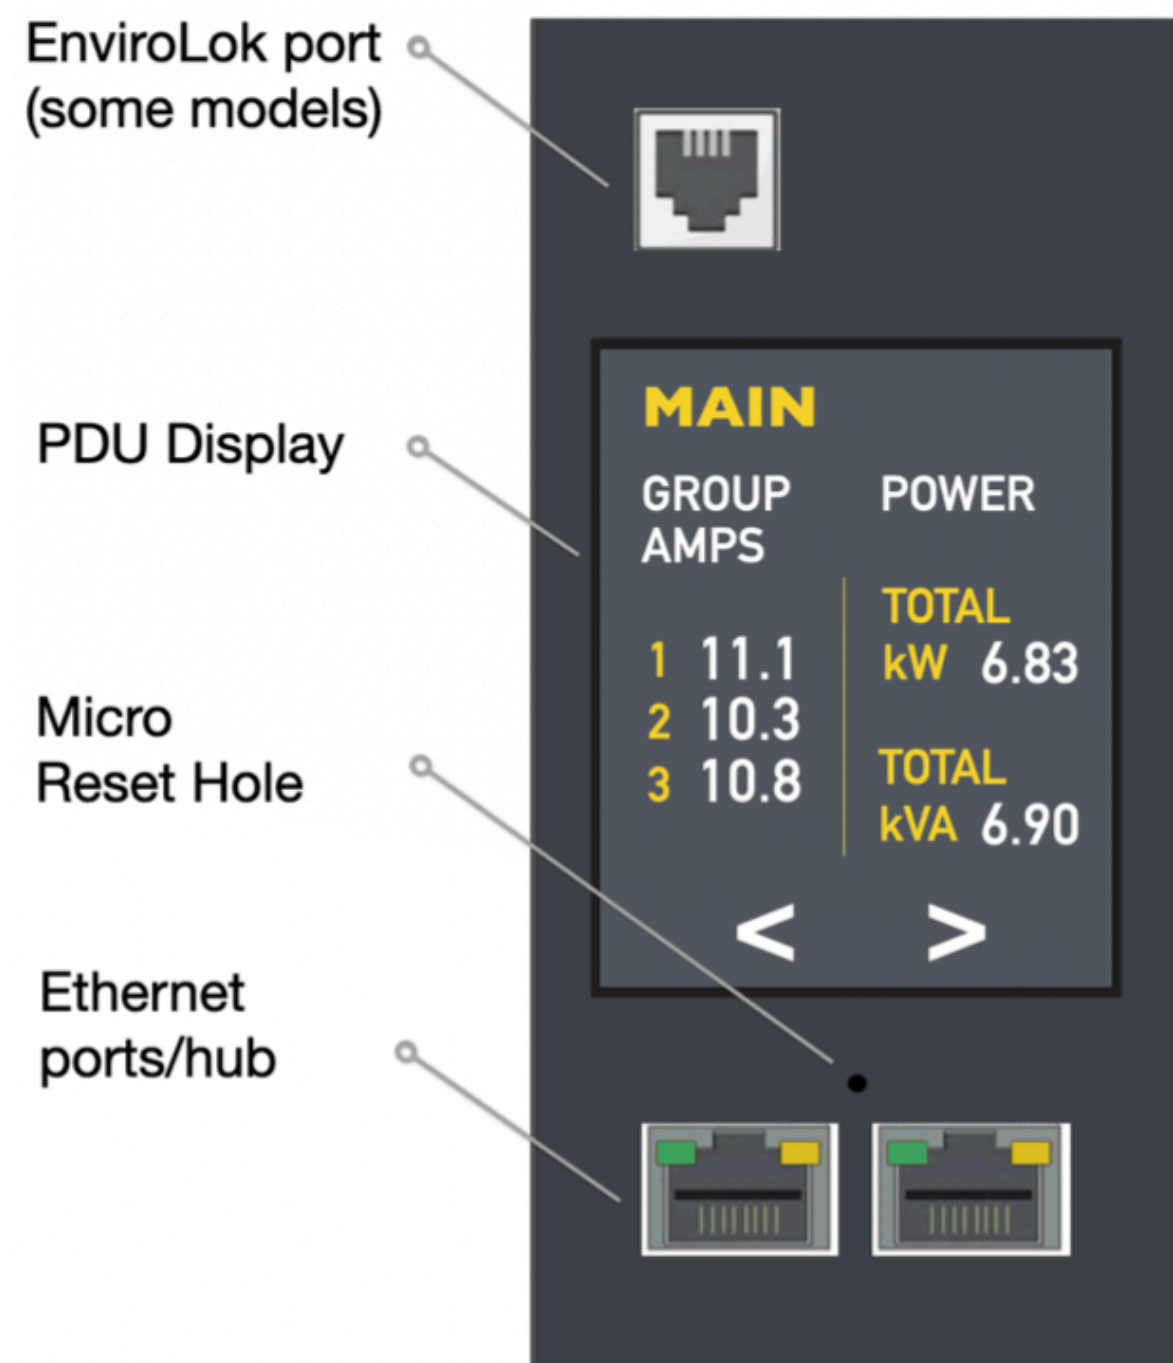 EnviroLok port
(some models)
PDU Display
Micro
Reset Hole
Ethernet
ports/hub
MAIN
GROUP
AMPS
1 11.1
2 10.3
3 10.8
POWER
TOTAL
kW 6.83
TOTAL
kVA 6.90
< >